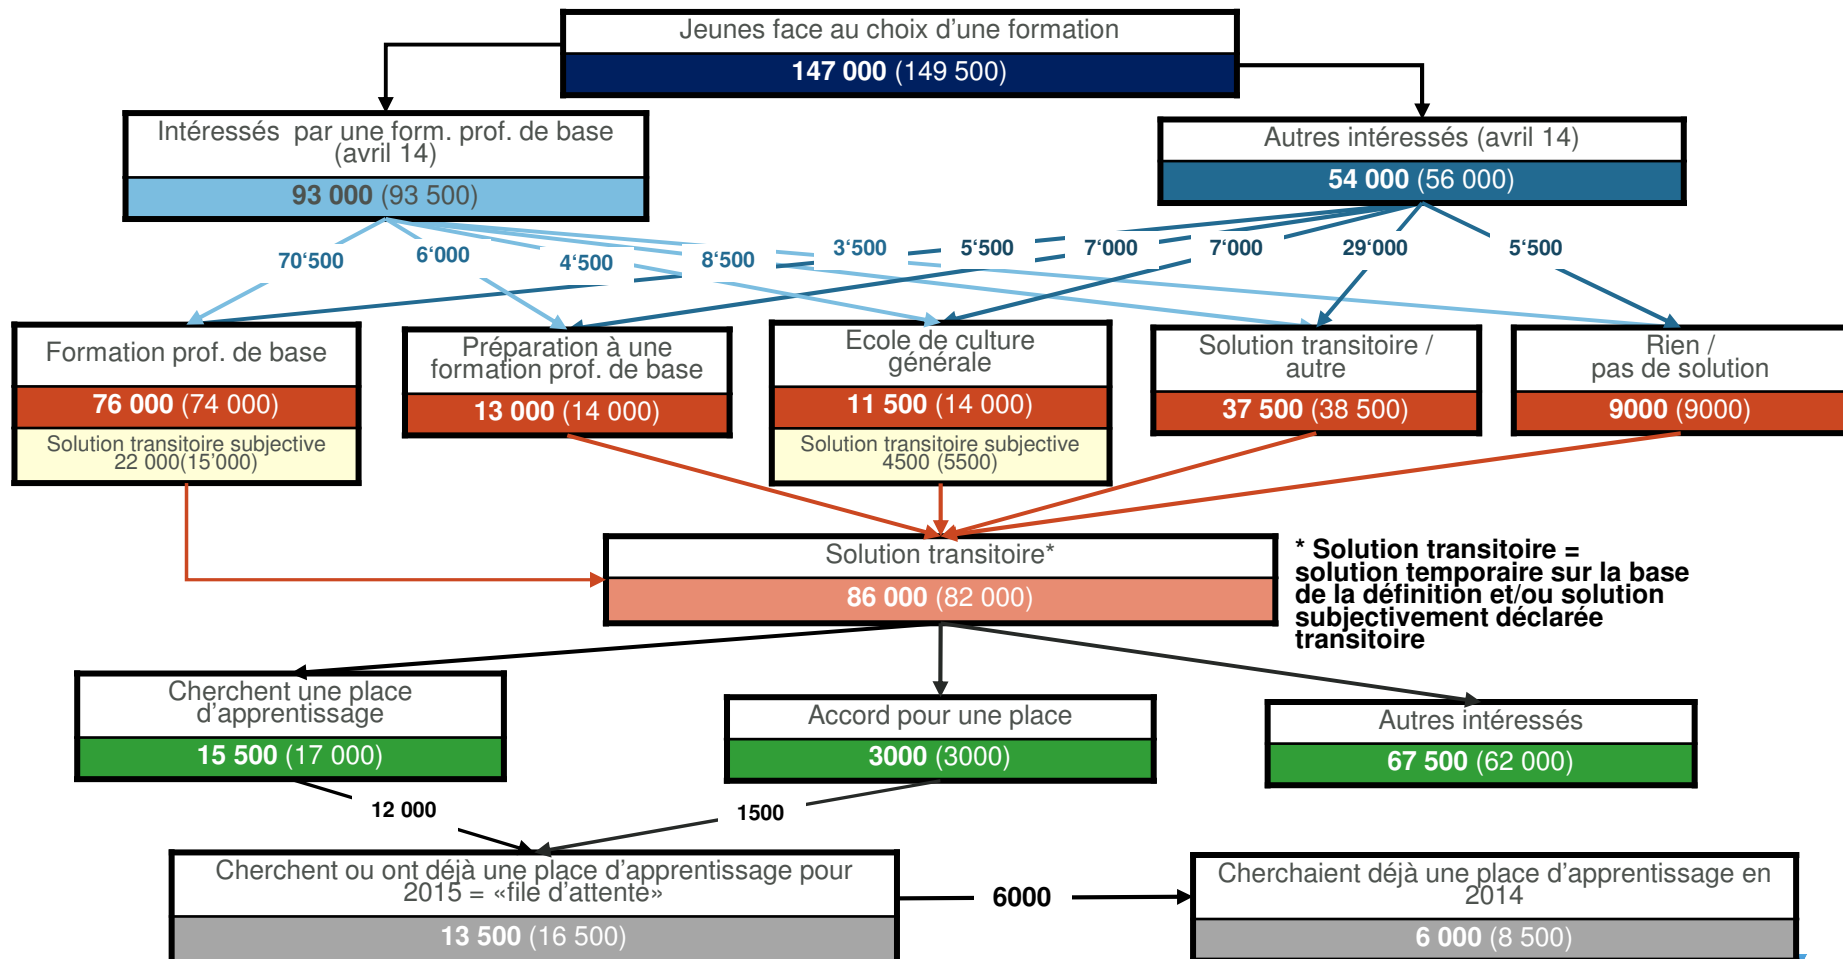 Jeunes face au choix d’une formation
147 000 (149 500)
Intéressés par une form. prof. de base
(avril 14)
93 000 (93 500)
Autres intéressés (avril 14)
54 000 (56 000)
70‘500
6‘000
4‘500
8‘500
3‘500
5‘500
7‘000
7‘000
29‘000
5‘500
Formation prof. de base
76 000 (74 000)
Solution transitoire subjective
22 000(15’000)
Préparation à une
formation prof. de base
13 000 (14 000)
Ecole de culture
générale
11 500 (14 000)
Solution transitoire subjective
4500 (5500)
Solution transitoire /
autre
37 500 (38 500)
Rien /
pas de solution
9000 (9000)
Solution transitoire*
86 000 (82 000)
* Solution transitoire =
solution temporaire sur la base
de la définition et/ou solution
subjectivement déclarée
transitoire
Cherchent une place
d’apprentissage
15 500 (17 000)
Accord pour une place
3000 (3000)
Autres intéressés
67 500 (62 000)
12 000
1500
Cherchent ou ont déjà une place d’apprentissage pour
2015 = «file d’attente»
13 500 (16 500)
6000
Cherchaient déjà une place d’apprentissage en
2014
6 000 (8 500)